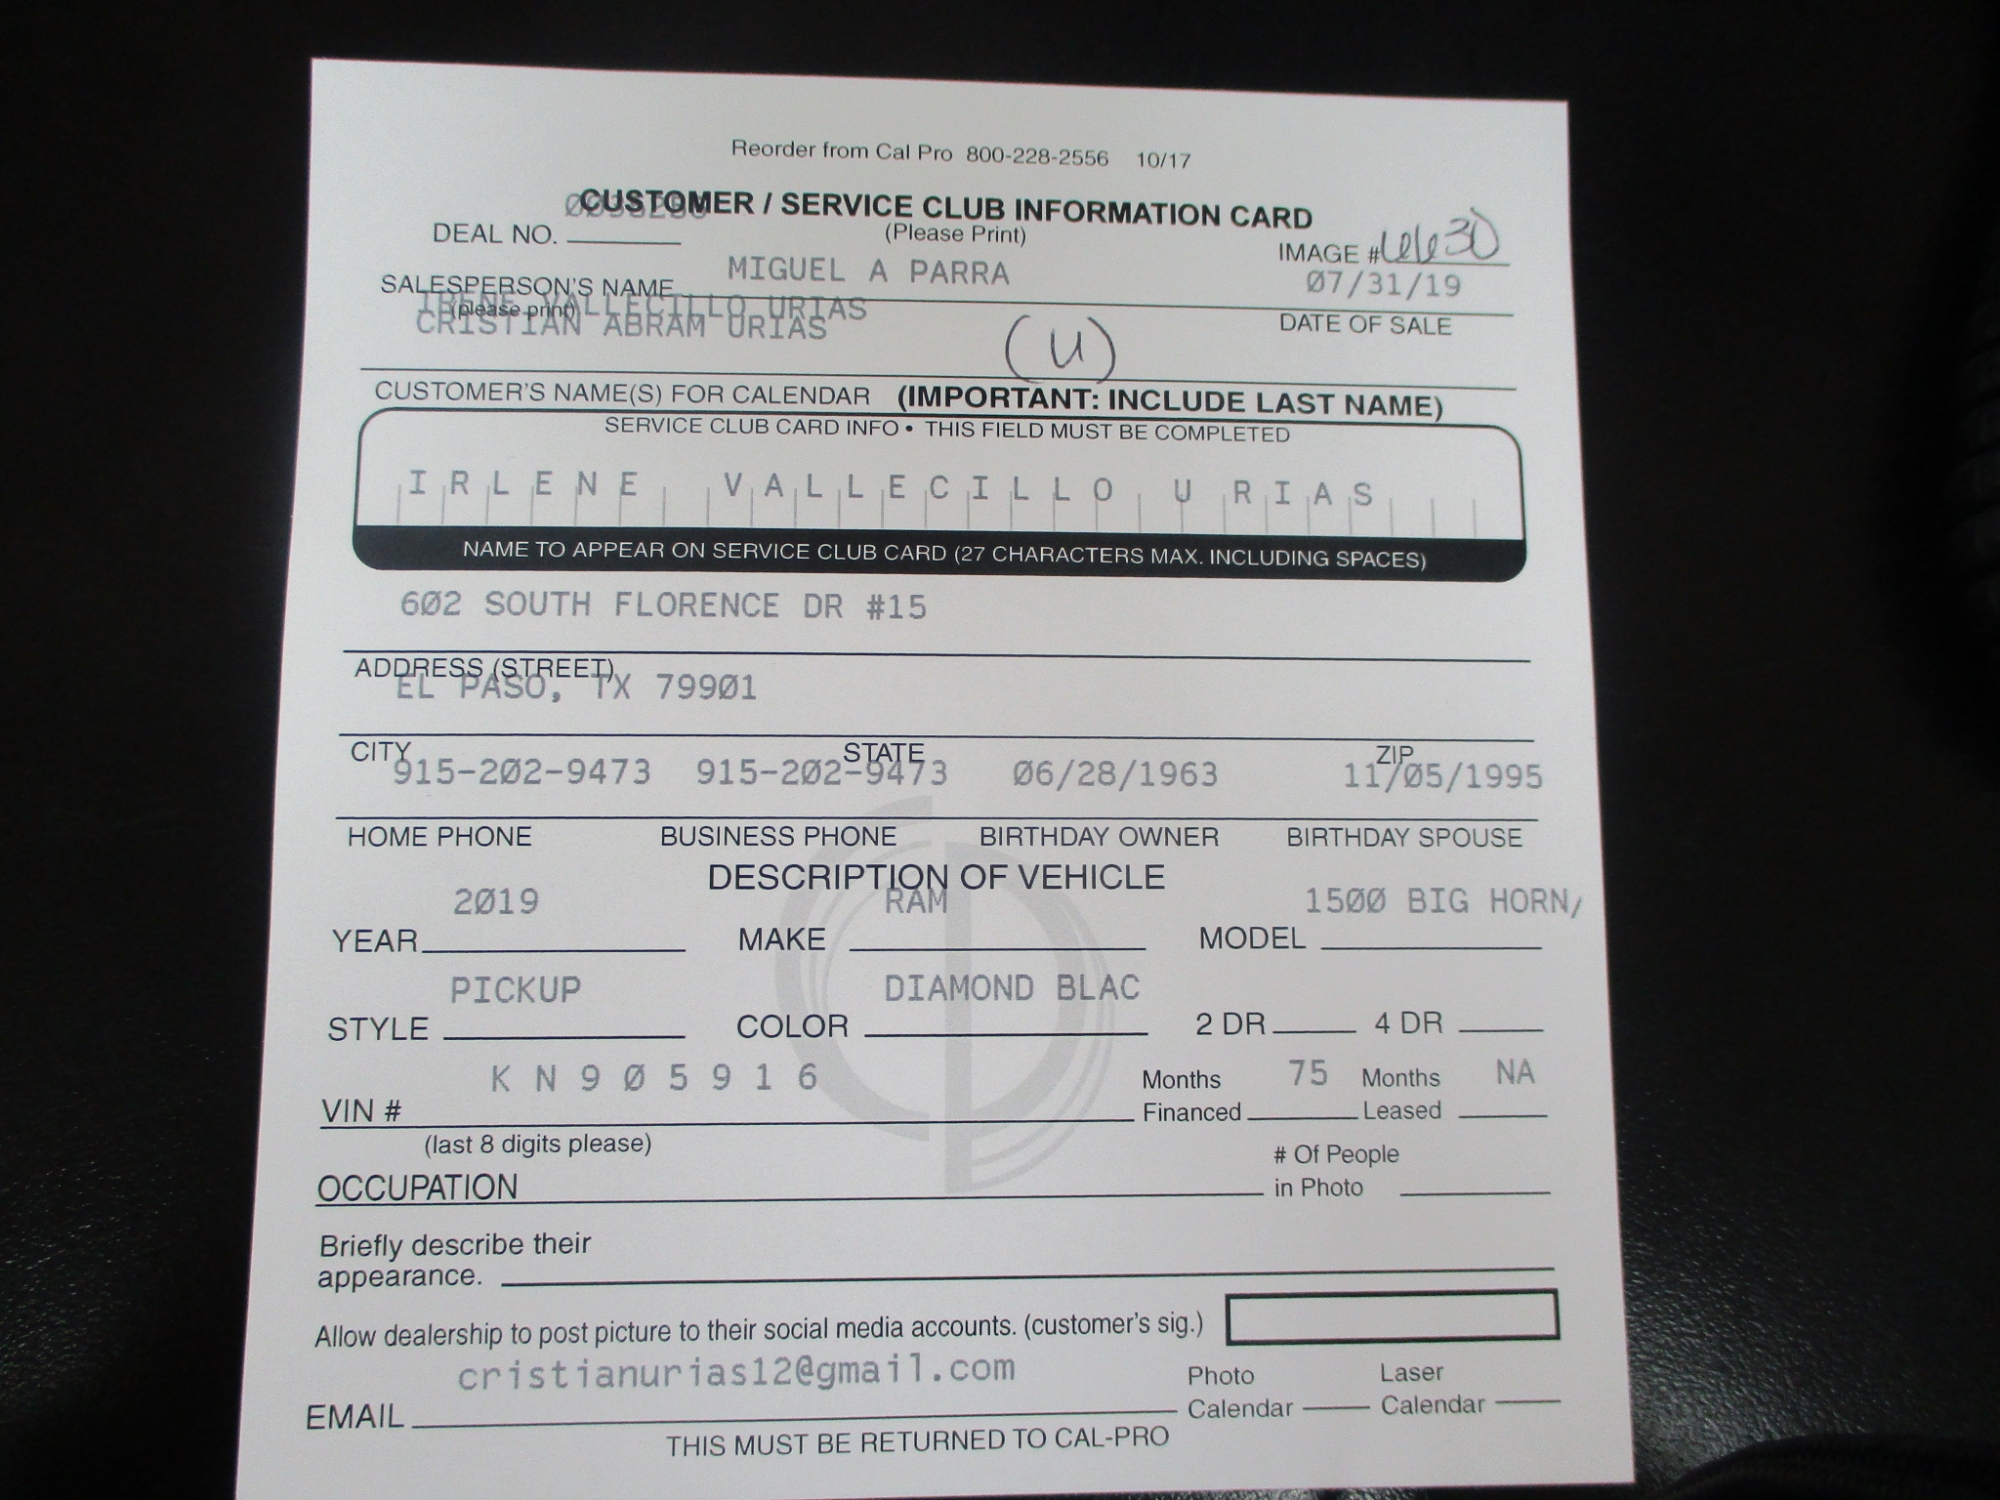 Reorder from Cal Pro 800-228-2556 10/17
CUSTOMER / SERVICE CLUB INFORMATION CARD
(Please Print)
DEAL NO.
IMAGE # 6630
MIGUEL A PARRA
07/31/19
SALESPERSON'S NAME
(please print)
VALLECILLO URIAS
CRISTIAN ABRAM URIAS
(U)
DATE OF SALE
CUSTOMER'S NAME(S) FOR CALENDAR (IMPORTANT: INCLUDE LAST NAME)
SERVICE CLUB CARD INFO • THIS FIELD MUST BE COMPLETED
IRLENE VALLECILLO URIAS
NAME TO APPEAR ON SERVICE CLUB CARD (27 CHARACTERS MAX. INCLUDING SPACES)
602 SOUTH FLORENCE DR #15
ADDRESS (STREET)
EL PASO, TX 79901
CITY STATE ZIP
915-202-9473 915-202-9473 06/28/1963 11/05/1995
HOME PHONE BUSINESS PHONE BIRTHDAY OWNER BIRTHDAY SPOUSE
DESCRIPTION OF VEHICLE
2019 RAM 1500 BIG HORN/
YEAR MAKE MODEL
PICKUP DIAMOND BLAC
STYLE COLOR 2 DR 4 DR
KN905916 Months 75 Months NA
VIN # Financed Leased
(last 8 digits please)
# Of People
OCCUPATION in Photo
Briefly describe their
appearance.
Allow dealership to post picture to their social media accounts. (customer's sig.)
cristianurias12@gmail.com Photo Laser
EMAIL Calendar Calendar
THIS MUST BE RETURNED TO CAL-PRO